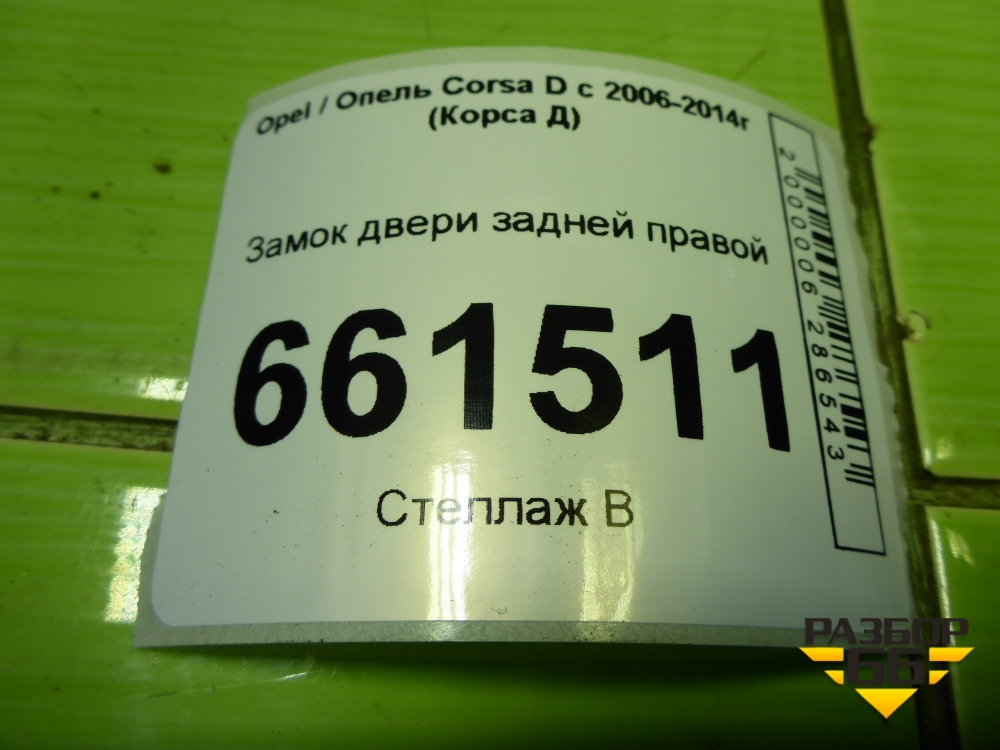 Opel / Опель Corsa D с 2006-2014г
(Корса Д)
Замок двери задней правой
661511
Стеллаж В
2000006286543
РАЗБОР
66